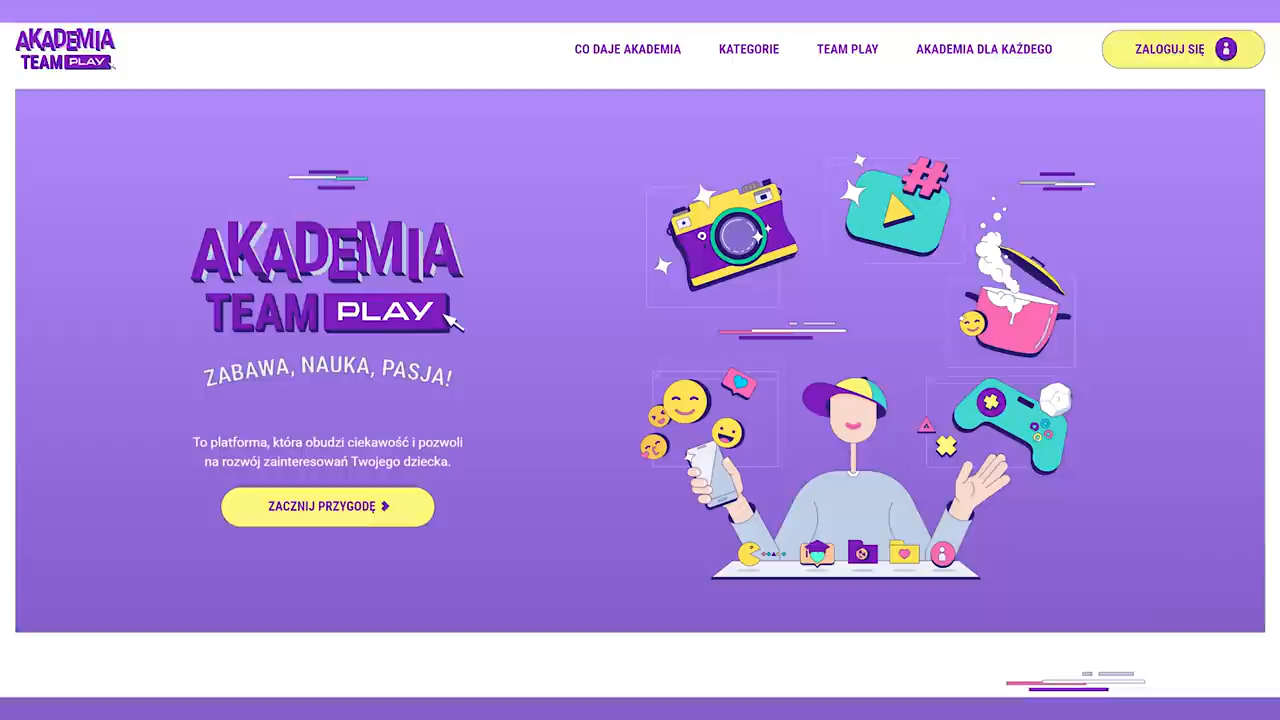 AKADEMIA
TEAM PLAY
CO DAJE AKADEMIA
KATEGORIE
TEAM PLAY
AKADEMIA DLA KAŻDEGO
ZALOGUJ SIĘ
AKADEMIA
TEAM PLAY
ZABAWA, NAUKA, PASJA!
To platforma, która obudzi ciekawość i pozwoli
na rozwój zainteresowań Twojego dziecka.
ZACZNIJ PRZYGODĘ
#